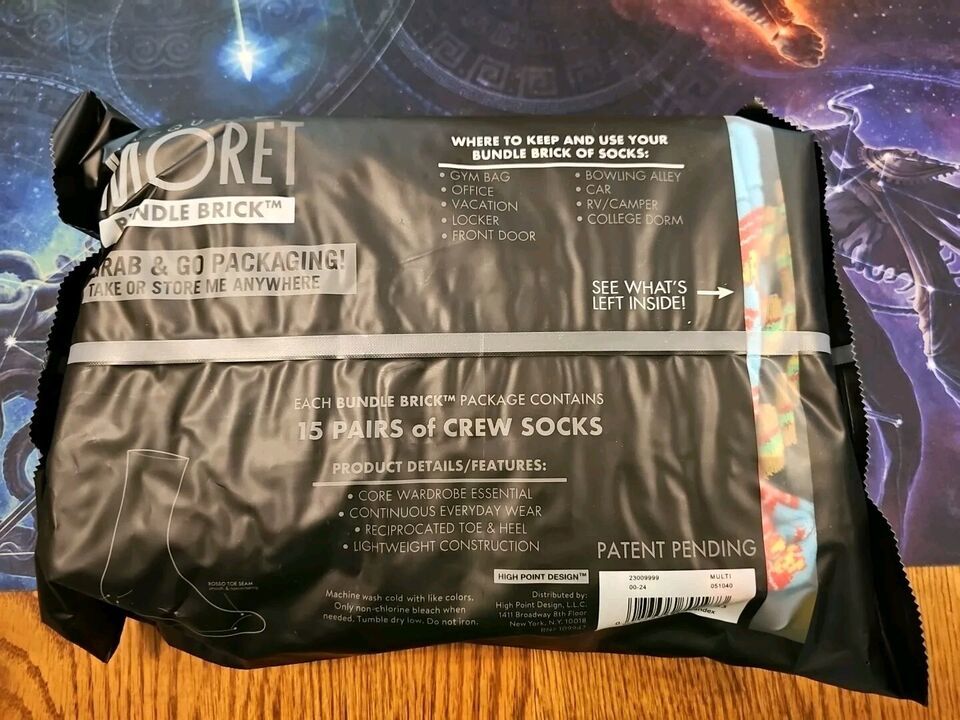 MORET
BUNDLE BRICK™
GRAB & GO PACKAGING!
TAKE OR STORE ME ANYWHERE
WHERE TO KEEP AND USE YOUR
BUNDLE BRICK OF SOCKS:
• GYM BAG
• OFFICE
• VACATION
• LOCKER
• FRONT DOOR
• BOWLING ALLEY
• CAR
• RV/CAMPER
• COLLEGE DORM
SEE WHAT'S
LEFT INSIDE!
EACH BUNDLE BRICK™ PACKAGE CONTAINS
15 PAIRS of CREW SOCKS
PRODUCT DETAILS/FEATURES:
• CORE WARDROBE ESSENTIAL
• CONTINUOUS EVERYDAY WEAR
• RECIPROCATED TOE & HEEL
• LIGHTWEIGHT CONSTRUCTION
PATENT PENDING
ROSSO TOE SEAM
Machine wash cold with like colors.
Only non-chlorine bleach when
needed. Tumble dry low. Do not iron.
HIGH POINT DESIGN™
Distributed by:
High Point Design, L.L.C.
1411 Broadway 8th Floor
New York, N.Y. 10018
RN# 109947
23009999 MULTI
00-24 051040